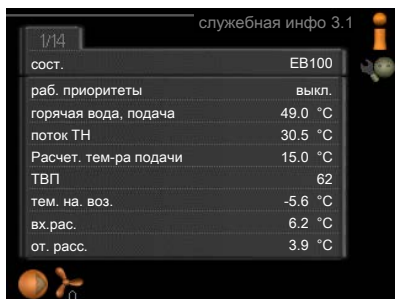 служебная инфо 3.1
1/14
сост. EB100
раб. приоритеты выкл.
горячая вода, подача 49.0 °C
поток ТН 30.5 °C
Расчет. тем-ра подачи 15.0 °C
ТВП 62
тем. на. воз. -5.6 °C
вх.рас. 6.2 °C
от. расс. 3.9 °C
0